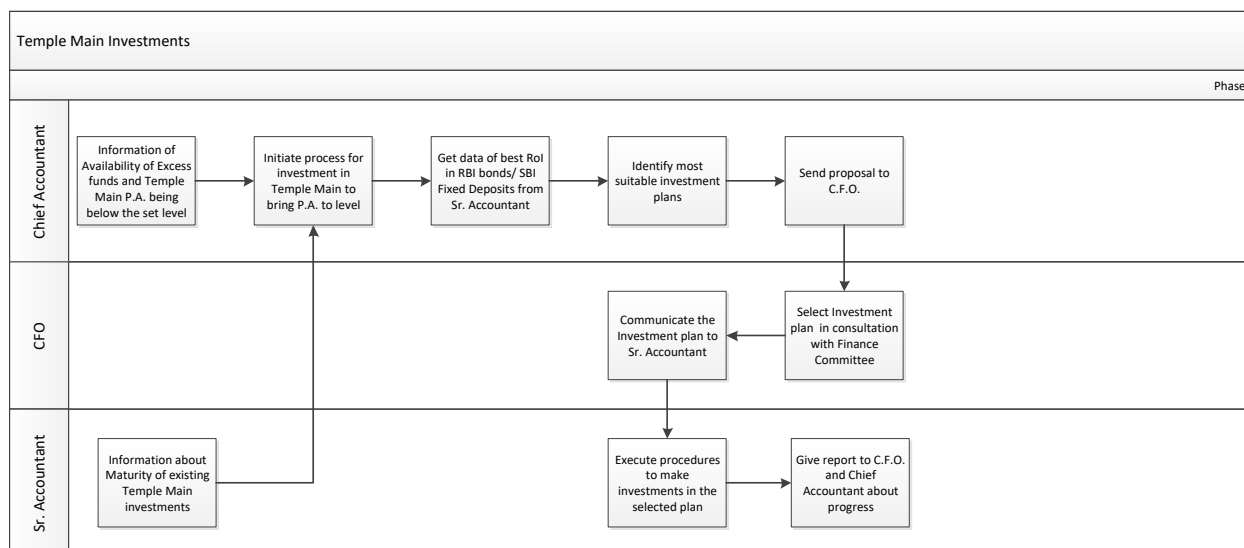 Temple Main Investments
Phase
Chief Accountant
Information of
Availability of Excess
funds and Temple
Main P.A. being
below the set level
Initiate process for
investment in
Temple Main to
bring P.A. to level
Get data of best RoI
in RBI bonds/ SBI
Fixed Deposits from
Sr. Accountant
Identify most
suitable investment
plans
Send proposal to
C.F.O.
CFO
Communicate the
Investment plan to
Sr. Accountant
Select Investment
plan in consultation
with Finance
Committee
Sr. Accountant
Information about
Maturity of existing
Temple Main
investments
Execute procedures
to make
investments in the
selected plan
Give report to C.F.O.
and Chief
Accountant about
progress